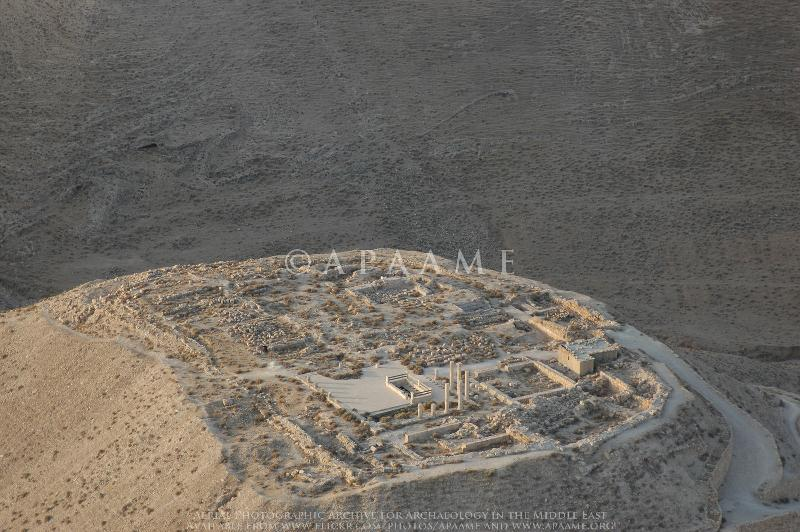 © APAAME
Aerial Photographic Archive for Archaeology in the Middle East
available from www.flickr.com/photos/apaame and www.apaame.org/